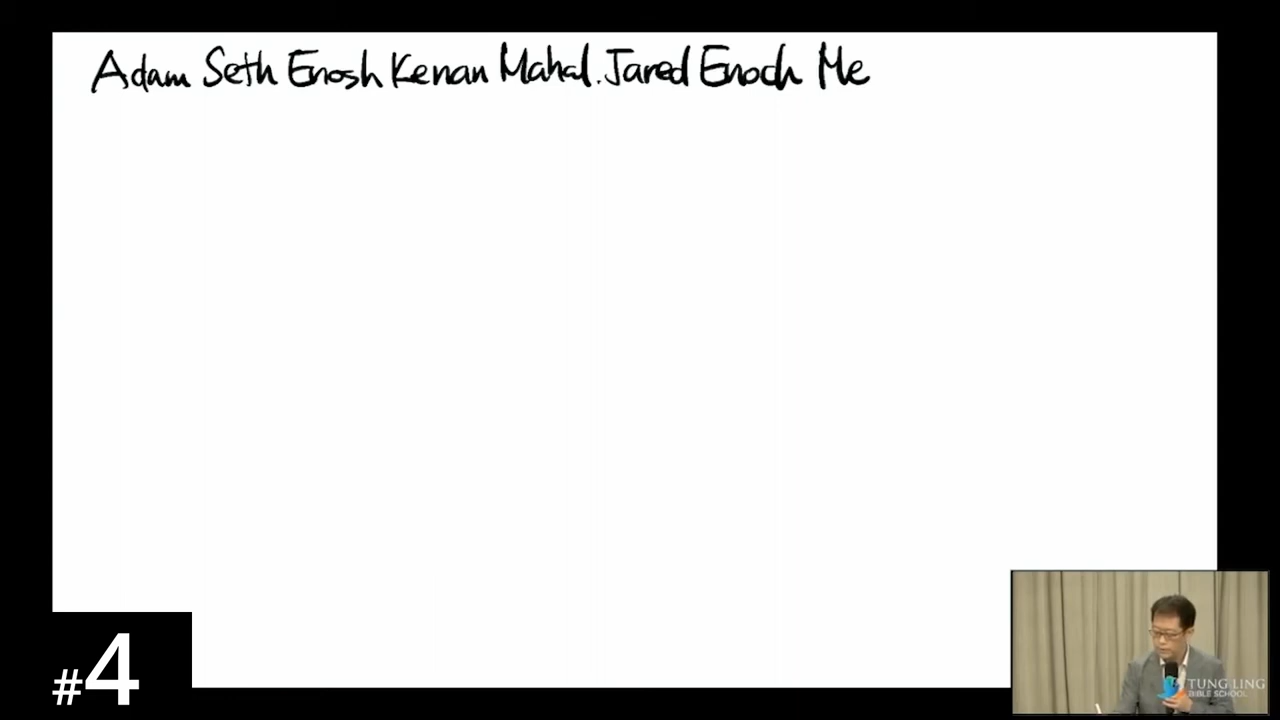 Adam Seth Enosh Kenan Mahal. Jared Enoch Me
#4
TUNG LING
BIBLE SCHOOL